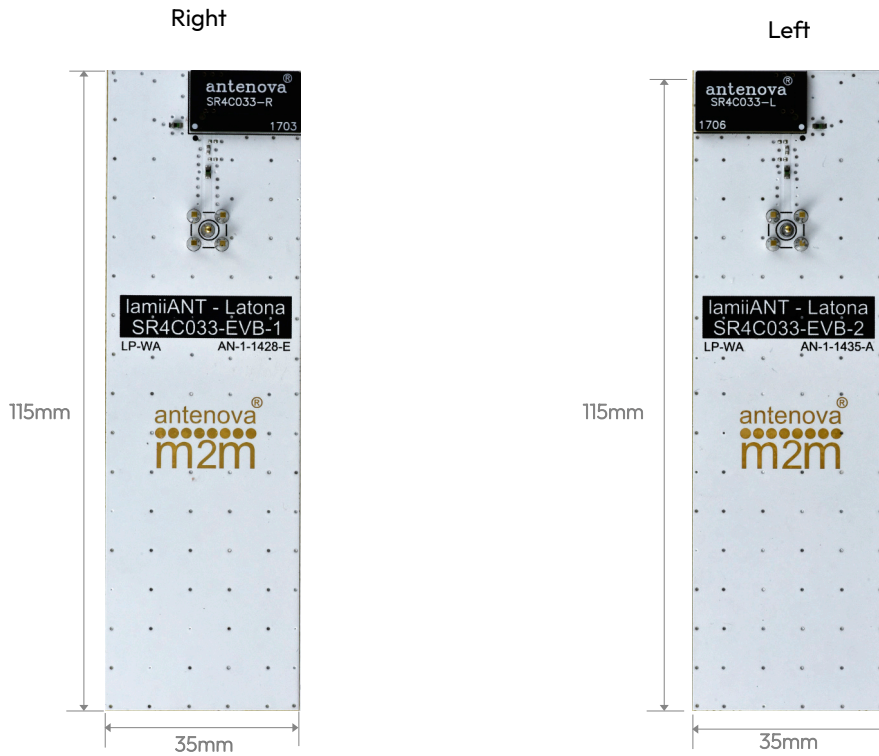 Right
antenova®
SR4C033-R
1703
115mm
lamiiANT - Latona
SR4C033-EVB-1
LP-WA AN-1-1428-E
antenova®
m2m
35mm
Left
antenova®
SR4C033-L
1706
115mm
lamiiANT - Latona
SR4C033-EVB-2
LP-WA AN-1-1435-A
antenova®
m2m
35mm